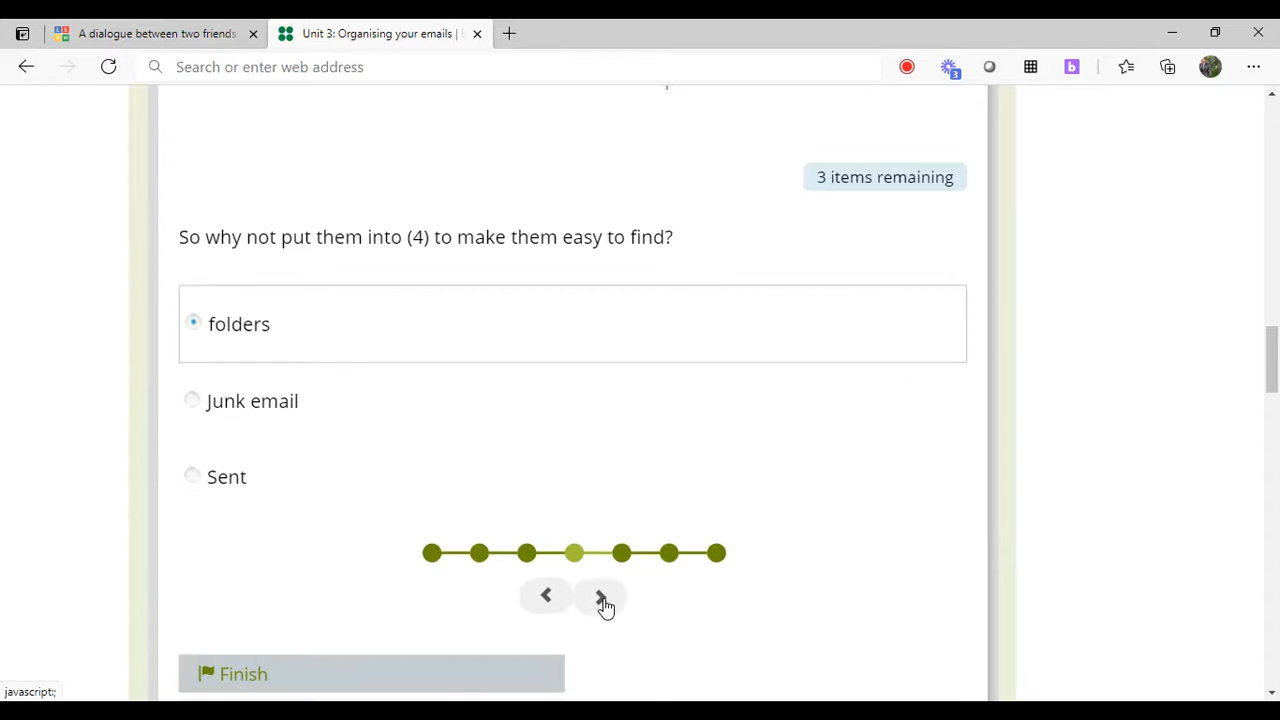 A dialogue between two friends
Unit 3: Organising your emails |
Search or enter web address
3
3 items remaining
So why not put them into (4) to make them easy to find?
folders
Junk email
Sent
Finish
javascript:;